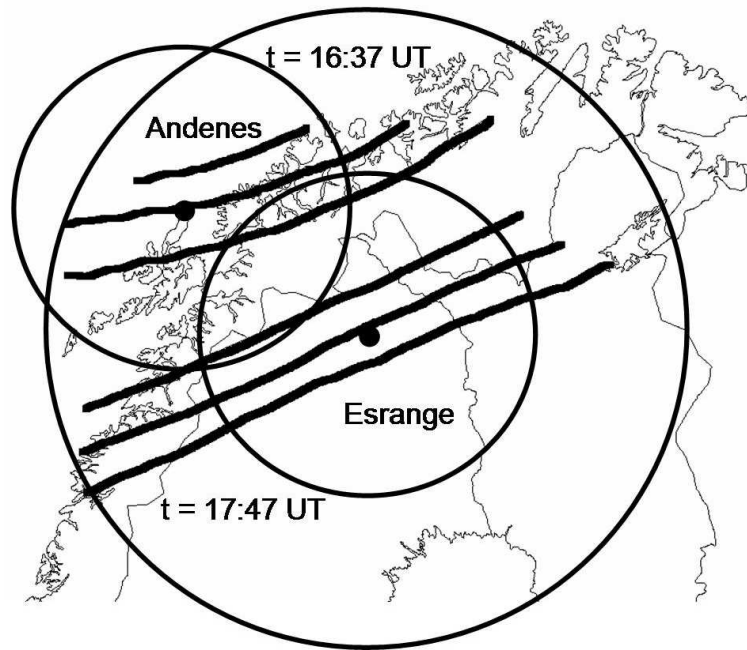 t = 16:37 UT
Andenes
Esrange
t = 17:47 UT